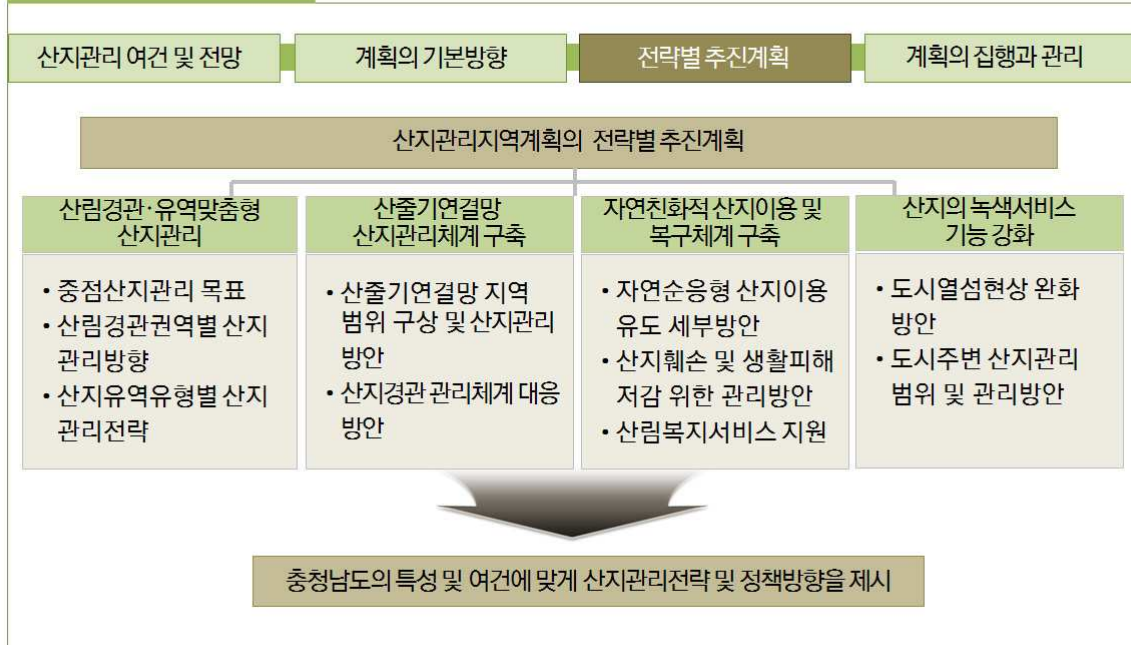 산지관리 여건 및 전망
계획의 기본방향
전략별 추진계획
계획의 집행과 관리
산지관리지역계획의 전략별 추진계획
산림경관·유역맞춤형
산지관리
• 중점산지관리 목표
• 산림경관권역별 산지
관리방향
• 산지유역유형별 산지
관리전략
산줄기연결망
산지관리체계 구축
• 산줄기연결망 지역
범위 구상 및 산지관리
방안
• 산지경관 관리체계 대응
방안
자연친화적 산지이용 및
복구체계 구축
• 자연순응형 산지이용
유도 세부방안
• 산지훼손 및 생활피해
저감 위한 관리방안
• 산림복지서비스 지원
산지의 녹색서비스
기능 강화
• 도시열섬현상 완화
방안
• 도시주변 산지관리
범위 및 관리방안
충청남도의 특성 및 여건에 맞게 산지관리전략 및 정책방향을 제시